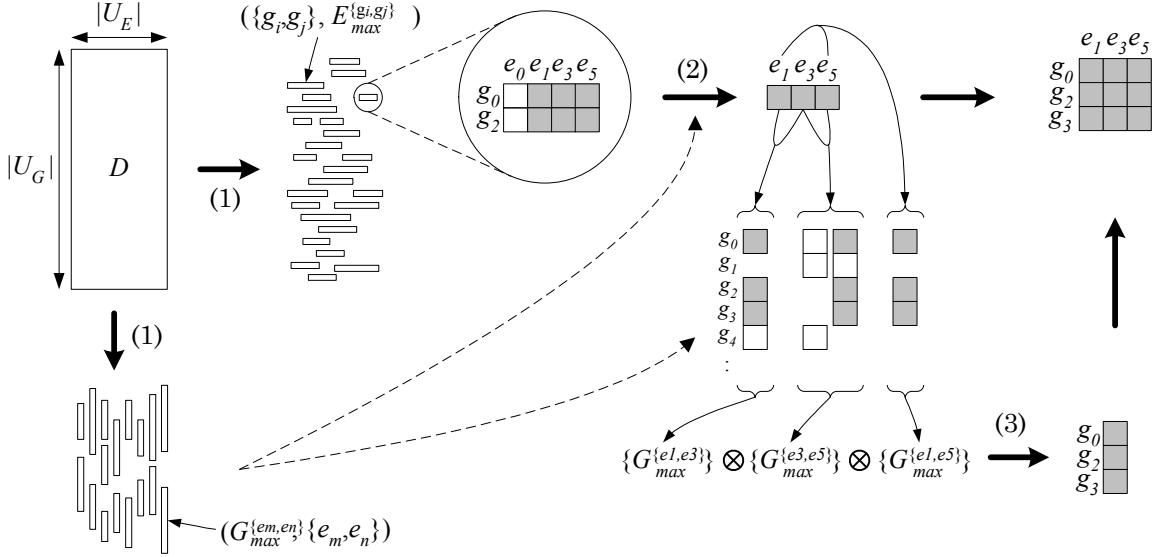 |U_E|
({g_i,g_j}, E_max^{gi,gj})
e_0 e_1 e_3 e_5
g_0
g_2
(2)
e_1 e_3 e_5
e_1 e_3 e_5
g_0
g_2
g_3
|U_G|
D
(1)
g_0
g_1
g_2
g_3
g_4
:
(1)
{G_max^{e1,e3}} ⊗ {G_max^{e3,e5}} ⊗ {G_max^{e1,e5}}
(3)
g_0
g_2
g_3
(G_max^{em,en}, {e_m,e_n})